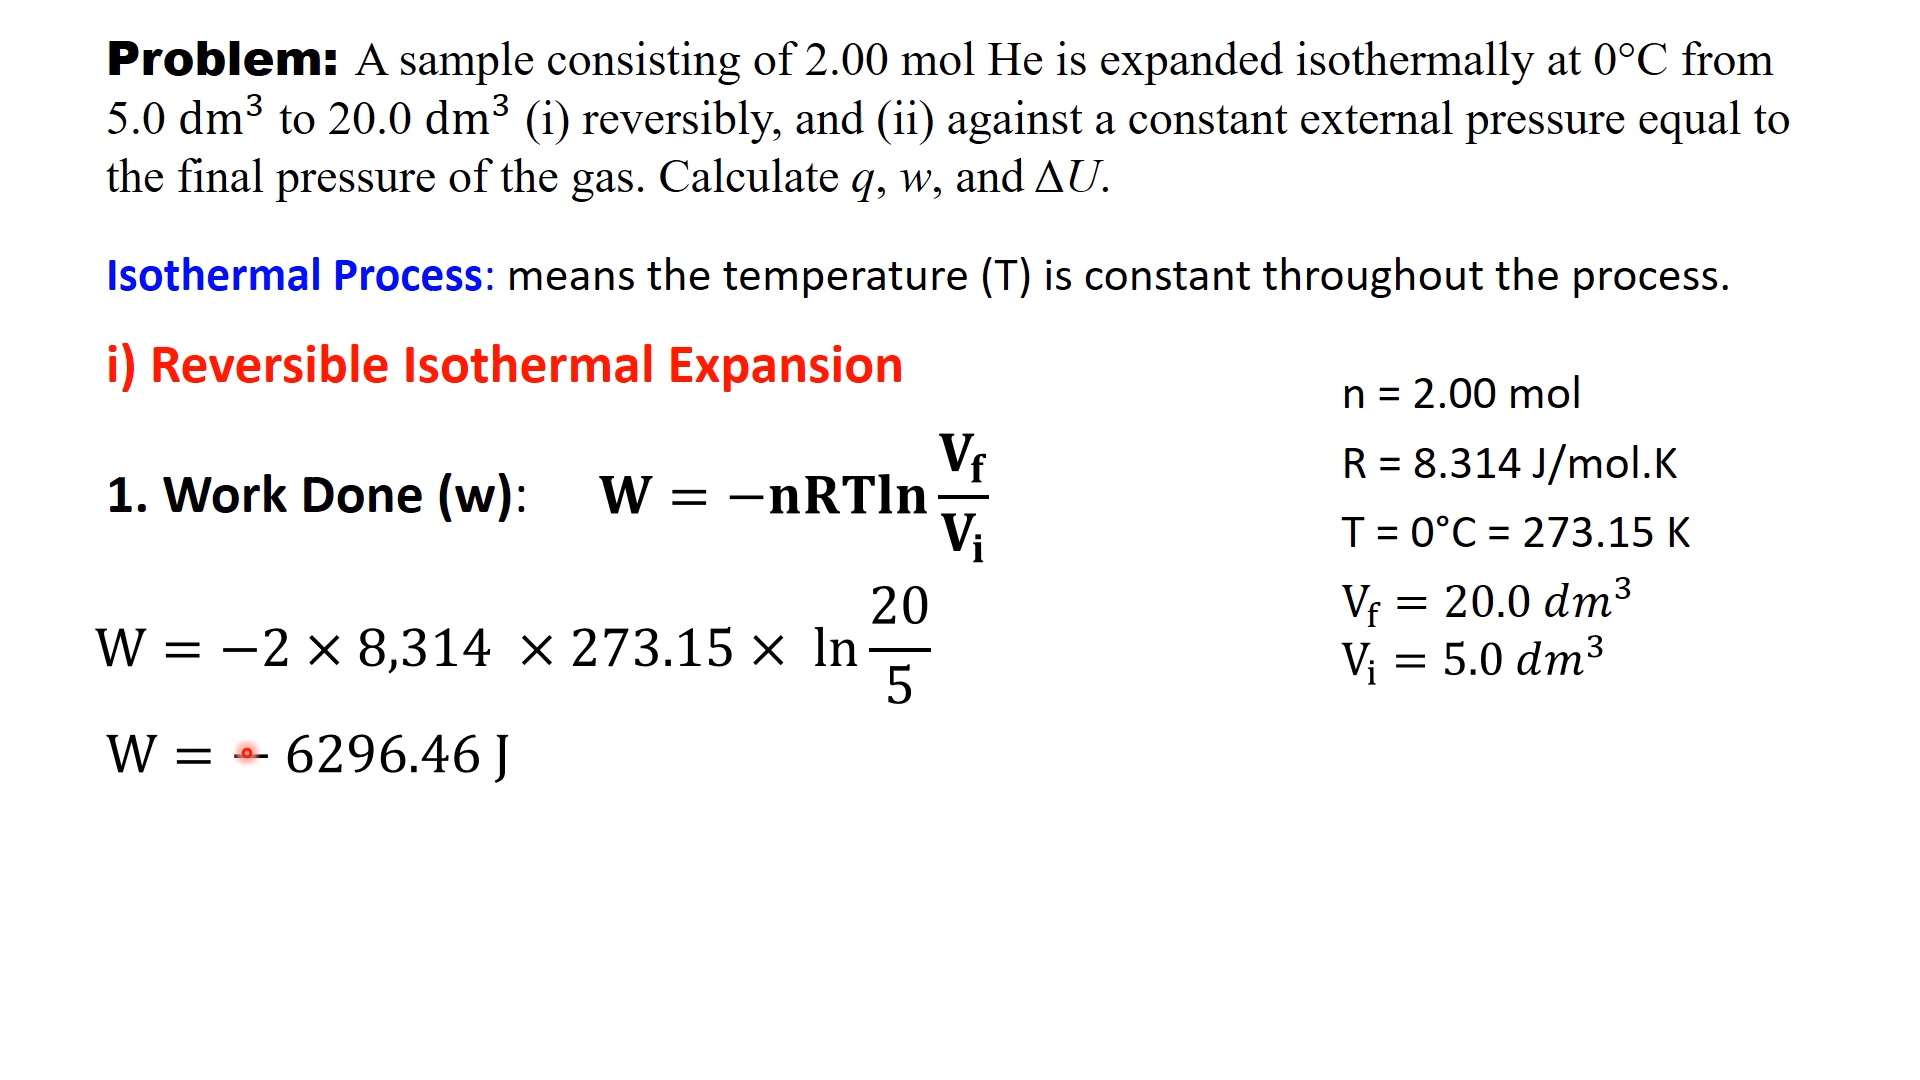 Problem: A sample consisting of 2.00 mol He is expanded isothermally at 0°C from
5.0 dm³ to 20.0 dm³ (i) reversibly, and (ii) against a constant external pressure equal to
the final pressure of the gas. Calculate q, w, and ΔU.
Isothermal Process: means the temperature (T) is constant throughout the process.
i) Reversible Isothermal Expansion
1. Work Done (w): W = −nRTln V_f/V_i
W = −2 × 8,314 × 273.15 × ln 20/5
W = − 6296.46 J
n = 2.00 mol
R = 8.314 J/mol.K
T = 0°C = 273.15 K
V_f = 20.0 dm³
V_i = 5.0 dm³